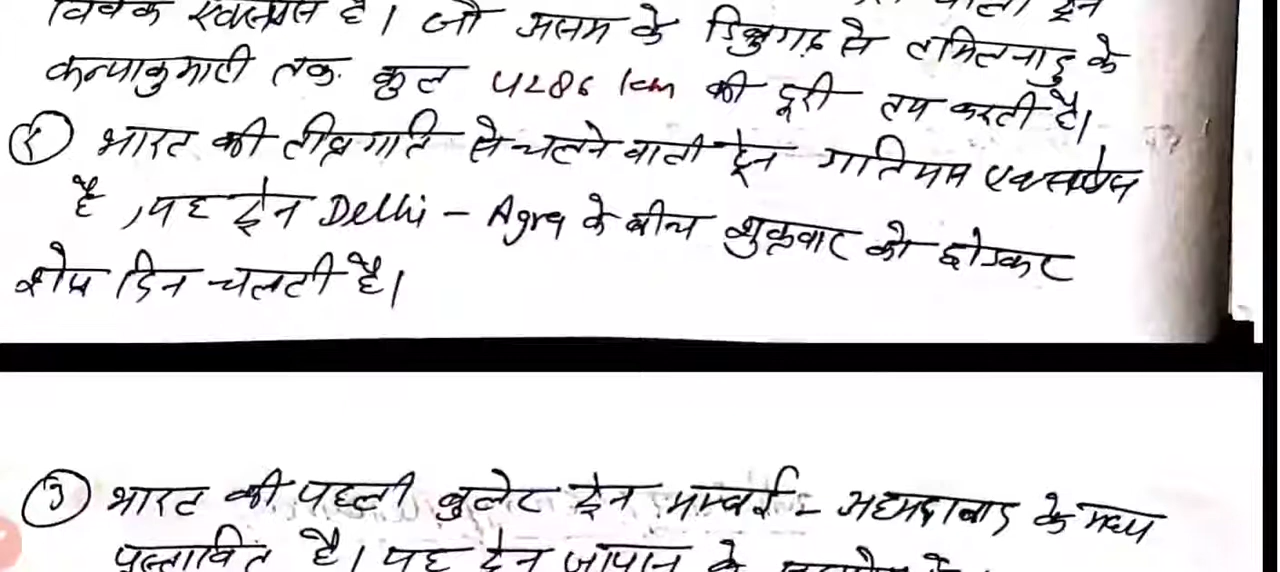 ट्रेन
विवेक एक्सप्रेस है। जो असम के डिब्रुगढ़ से तमिलनाडु के
कन्याकुमारी तक कुल 4286 km की दूरी तय करती है।
② भारत की तीव्र गति से चलने वाली ट्रेन गतिमान एक्सप्रेस
है, यह ट्रेन Delhi - Agra के बीच शुक्रवार को छोड़कर
शेष दिन चलती है।
③ भारत की पहली बुलेट ट्रेन मुम्बई - अहमदाबाद के मध्य
प्रस्तावित है। यह ट्रेन जापान के